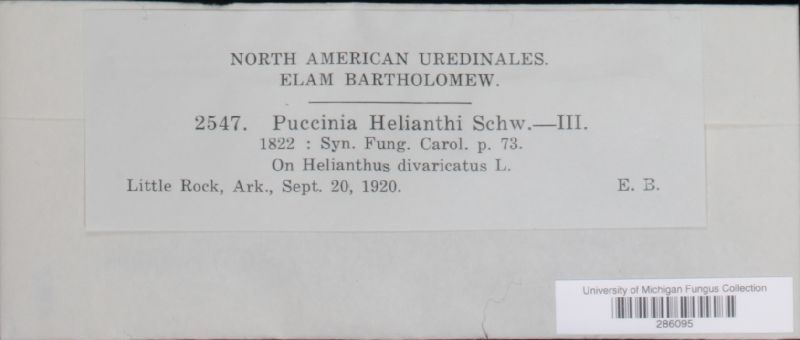 NORTH AMERICAN UREDINALES.
ELAM BARTHOLOMEW.
2547. Puccinia Helianthi Schw.—III.
1822 : Syn. Fung. Carol. p. 73.
On Helianthus divaricatus L.
Little Rock, Ark., Sept. 20, 1920. E. B.
University of Michigan Fungus Collection
286095